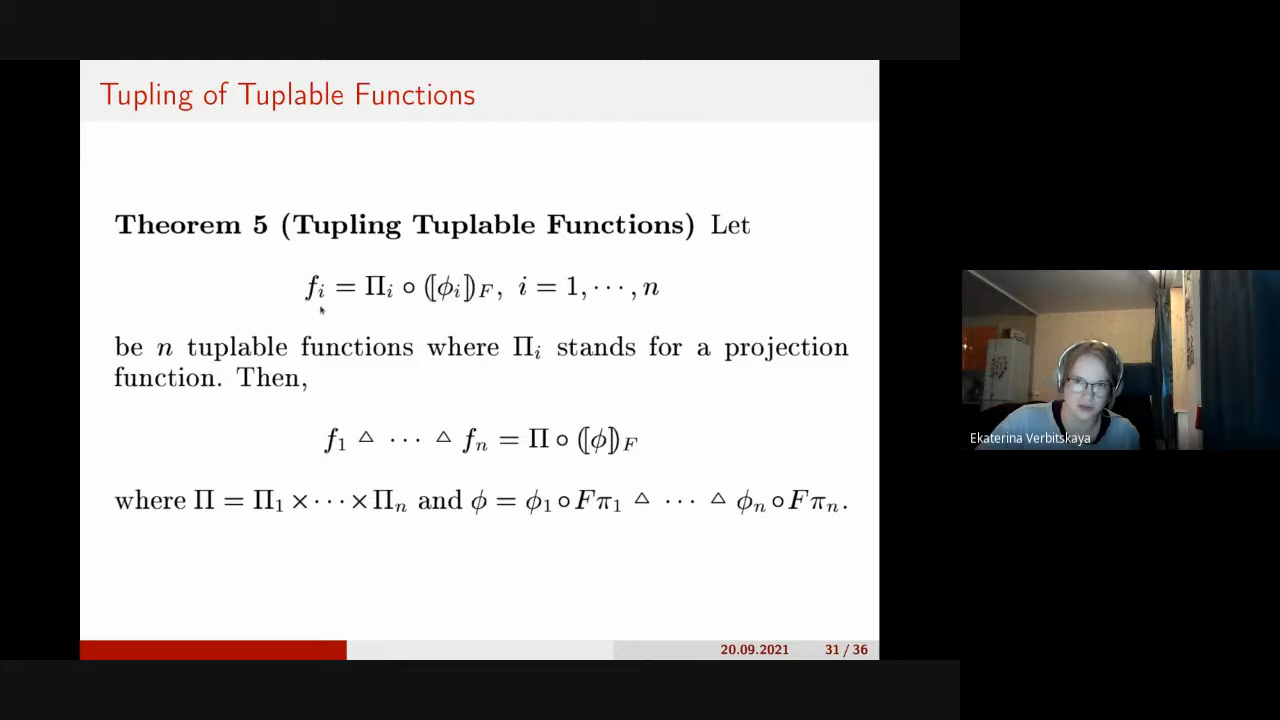 Tupling of Tuplable Functions
Theorem 5 (Tupling Tuplable Functions) Let
fᵢ = Πᵢ ∘ ⦇ϕᵢ⦈_F, i = 1, ⋯, n
be n tuplable functions where Πᵢ stands for a projection
function. Then,
f₁ △ ⋯ △ fₙ = Π ∘ ⦇ϕ⦈_F
where Π = Π₁ × ⋯ × Πₙ and ϕ = ϕ₁ ∘ Fπ₁ △ ⋯ △ ϕₙ ∘ Fπₙ.
20.09.2021 31 / 36
Ekaterina Verbitskaya